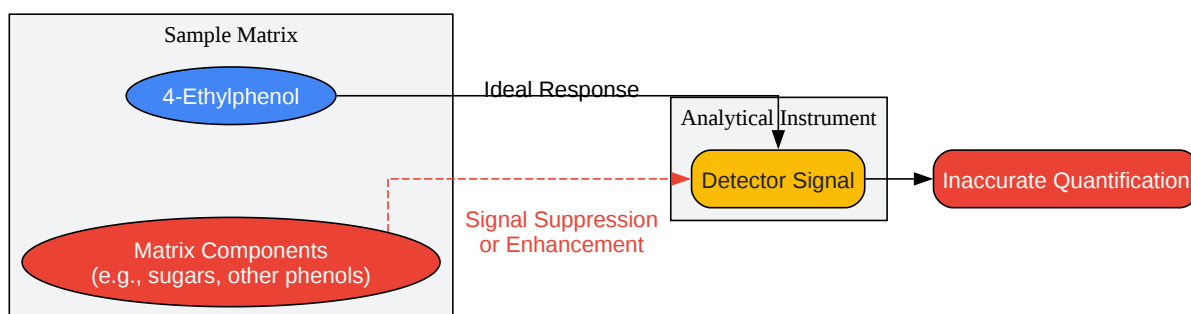 Sample Matrix
4-Ethylphenol
Ideal Response
Analytical Instrument
Detector Signal
Inaccurate Quantification
Signal Suppression
or Enhancement
Matrix Components
(e.g., sugars, other phenols)